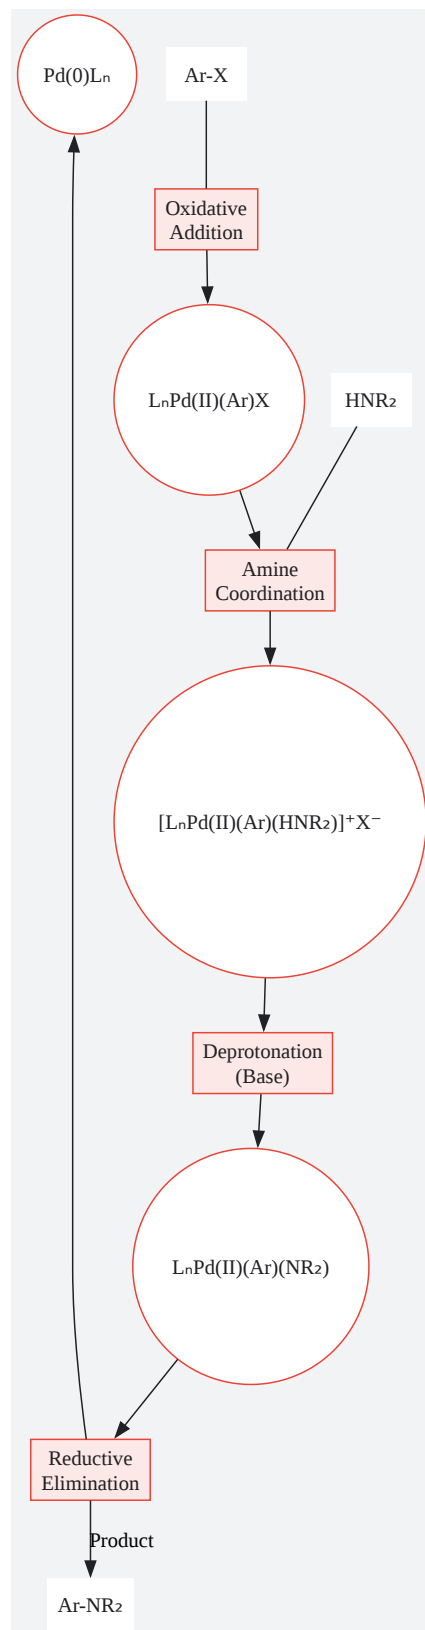 Pd(0)Lₙ
Ar-X
Oxidative
Addition
LₙPd(II)(Ar)X
HNR₂
Amine
Coordination
[LₙPd(II)(Ar)(HNR₂)]⁺X⁻
Deprotonation
(Base)
LₙPd(II)(Ar)(NR₂)
Reductive
Elimination
Product
Ar-NR₂